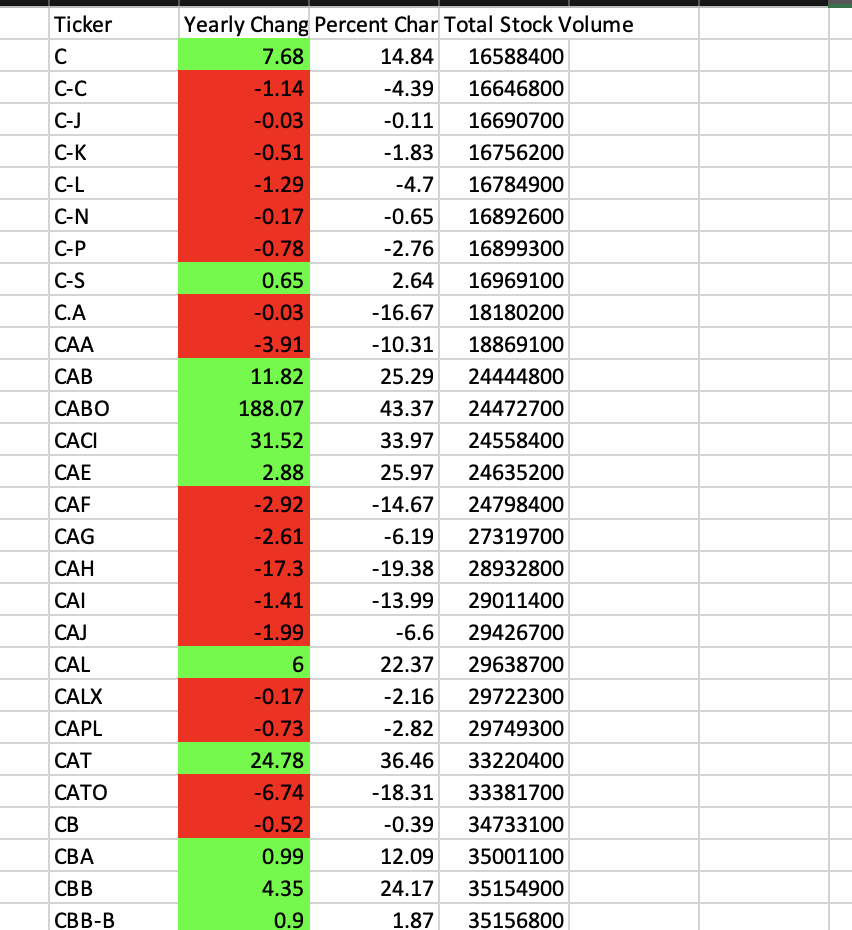 Ticker Yearly Chang Percent Char Total Stock Volume
C 7.68 14.84 16588400
C-C -1.14 -4.39 16646800
C-J -0.03 -0.11 16690700
C-K -0.51 -1.83 16756200
C-L -1.29 -4.7 16784900
C-N -0.17 -0.65 16892600
C-P -0.78 -2.76 16899300
C-S 0.65 2.64 16969100
C.A -0.03 -16.67 18180200
CAA -3.91 -10.31 18869100
CAB 11.82 25.29 24444800
CABO 188.07 43.37 24472700
CACI 31.52 33.97 24558400
CAE 2.88 25.97 24635200
CAF -2.92 -14.67 24798400
CAG -2.61 -6.19 27319700
CAH -17.3 -19.38 28932800
CAI -1.41 -13.99 29011400
CAJ -1.99 -6.6 29426700
CAL 6 22.37 29638700
CALX -0.17 -2.16 29722300
CAPL -0.73 -2.82 29749300
CAT 24.78 36.46 33220400
CATO -6.74 -18.31 33381700
CB -0.52 -0.39 34733100
CBA 0.99 12.09 35001100
CBB 4.35 24.17 35154900
CBB-B 0.9 1.87 35156800